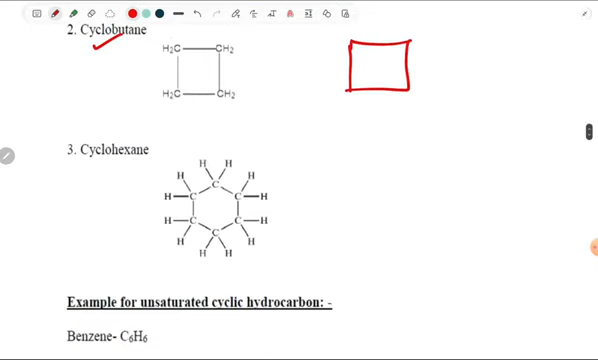 2. Cyclobutane
H₂C CH₂
H₂C CH₂
3. Cyclohexane
H H
H H
C
H C C H
H C C H
C
H H
H H
Example for unsaturated cyclic hydrocarbon: -
Benzene- C₆H₆